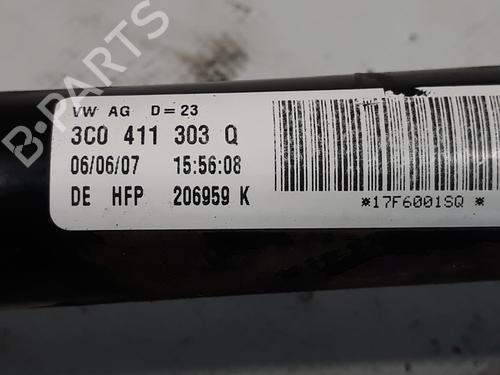 VW AG D=23
3C0 411 303 Q
06/06/07 15:56:08
DE HFP 206959 K
*17F6001SQ *
B-PARTS